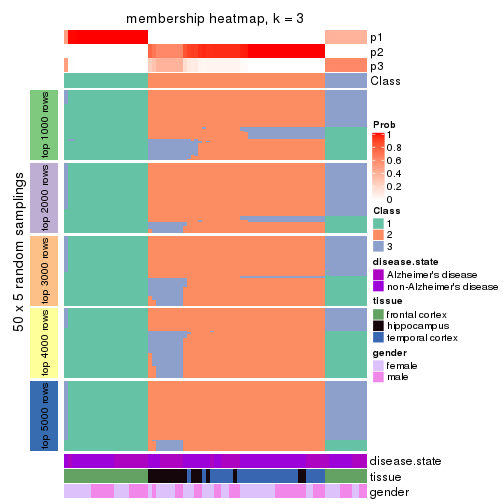 membership heatmap, k = 3
p1
p2
p3
Class
50 x 5 random samplings
top 1000 rows
top 2000 rows
top 3000 rows
top 4000 rows
top 5000 rows
disease.state
tissue
gender
Prob
1
0.8
0.6
0.4
0.2
0
Class
1
2
3
disease.state
Alzheimer's disease
non-Alzheimer's disease
tissue
frontal cortex
hippocampus
temporal cortex
gender
female
male